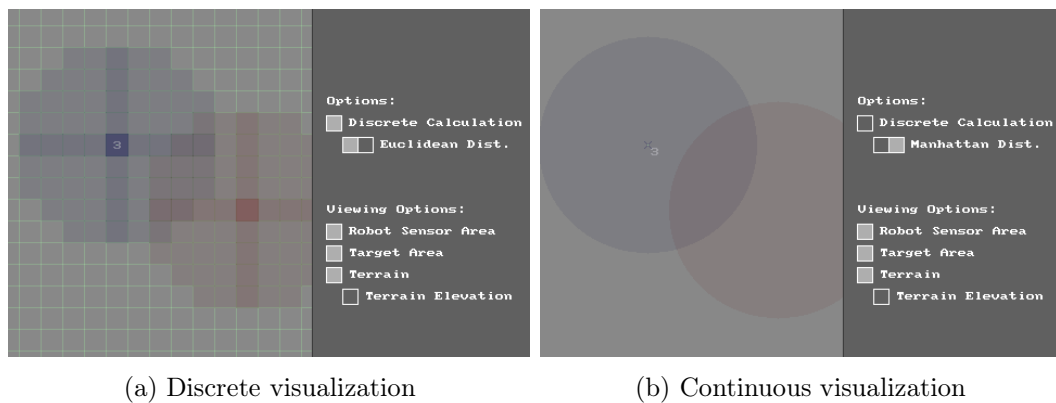 3
Options:
Discrete Calculation
Euclidean Dist.
Viewing Options:
Robot Sensor Area
Target Area
Terrain
Terrain Elevation
3
Options:
Discrete Calculation
Manhattan Dist.
Viewing Options:
Robot Sensor Area
Target Area
Terrain
Terrain Elevation
(a) Discrete visualization
(b) Continuous visualization